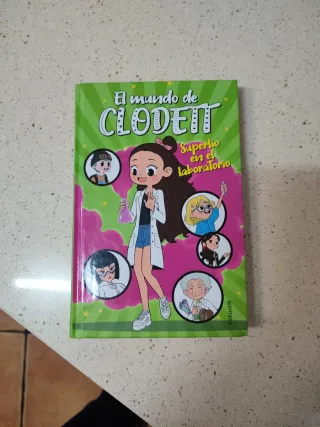 El mundo de
CLODETT
Superlío
en el
laboratorio